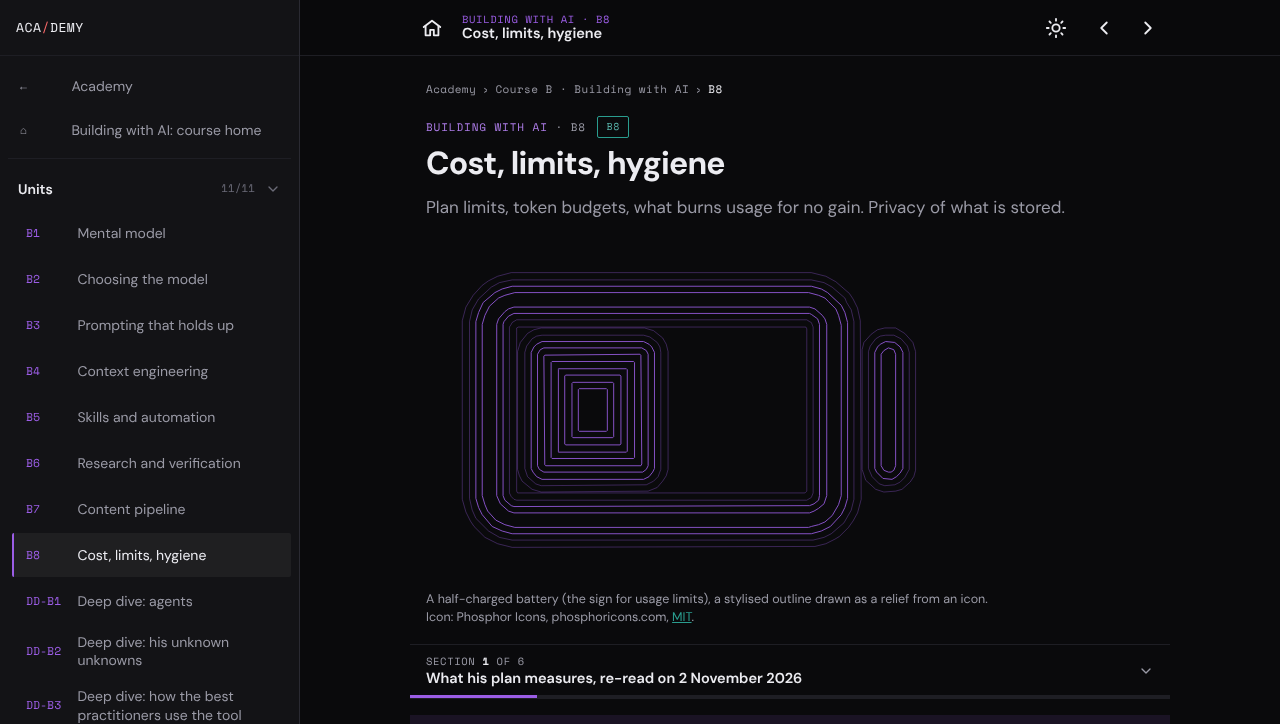 ACA/DEMY
← Academy
⌂ Building with AI: course home
Units 11/11
B1 Mental model
B2 Choosing the model
B3 Prompting that holds up
B4 Context engineering
B5 Skills and automation
B6 Research and verification
B7 Content pipeline
B8 Cost, limits, hygiene
DD-B1 Deep dive: agents
DD-B2 Deep dive: his unknown
unknowns
DD-B3 Deep dive: how the best
practitioners use the tool
BUILDING WITH AI · B8
Cost, limits, hygiene
Academy › Course B · Building with AI › B8
BUILDING WITH AI · B8 B8
Cost, limits, hygiene
Plan limits, token budgets, what burns usage for no gain. Privacy of what is stored.
A half-charged battery (the sign for usage limits), a stylised outline drawn as a relief from an icon.
Icon: Phosphor Icons, phosphoricons.com, MIT.
SECTION 1 OF 6
What his plan measures, re-read on 2 November 2026